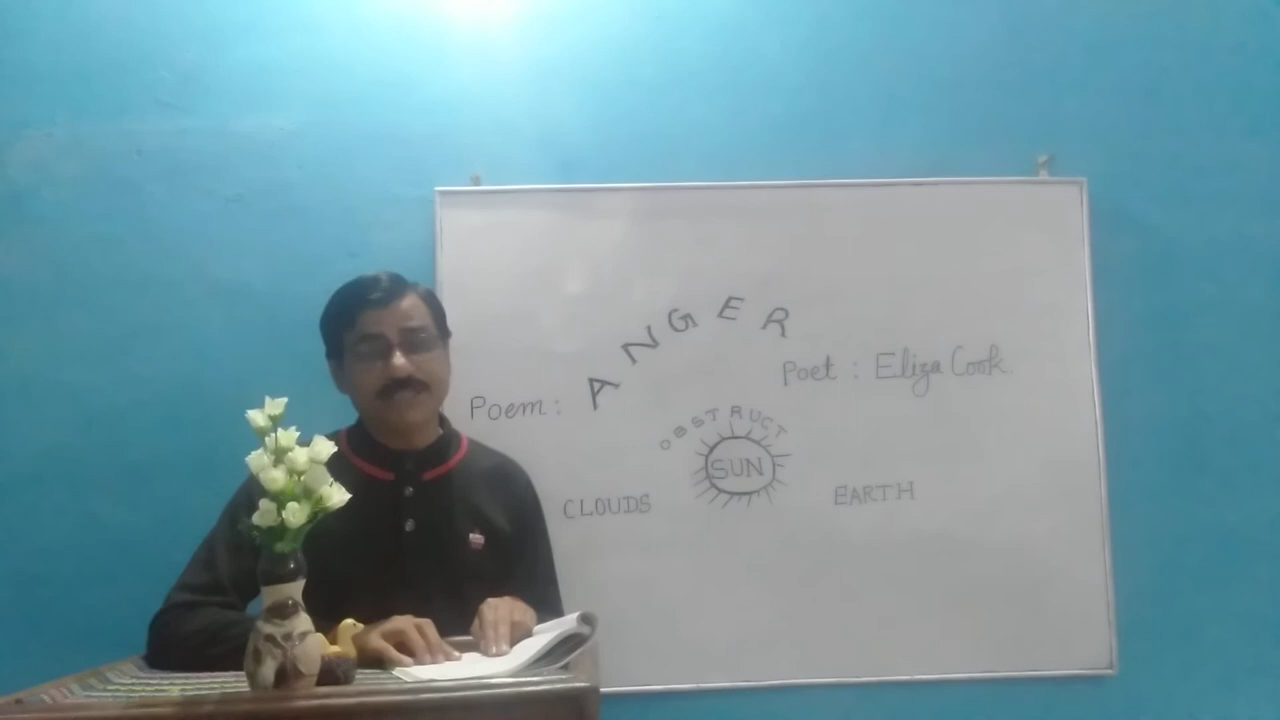 ANGER
Poem:
Poet : Eliza Cook.
OBSTRUCT
SUN
CLOUDS
EARTH